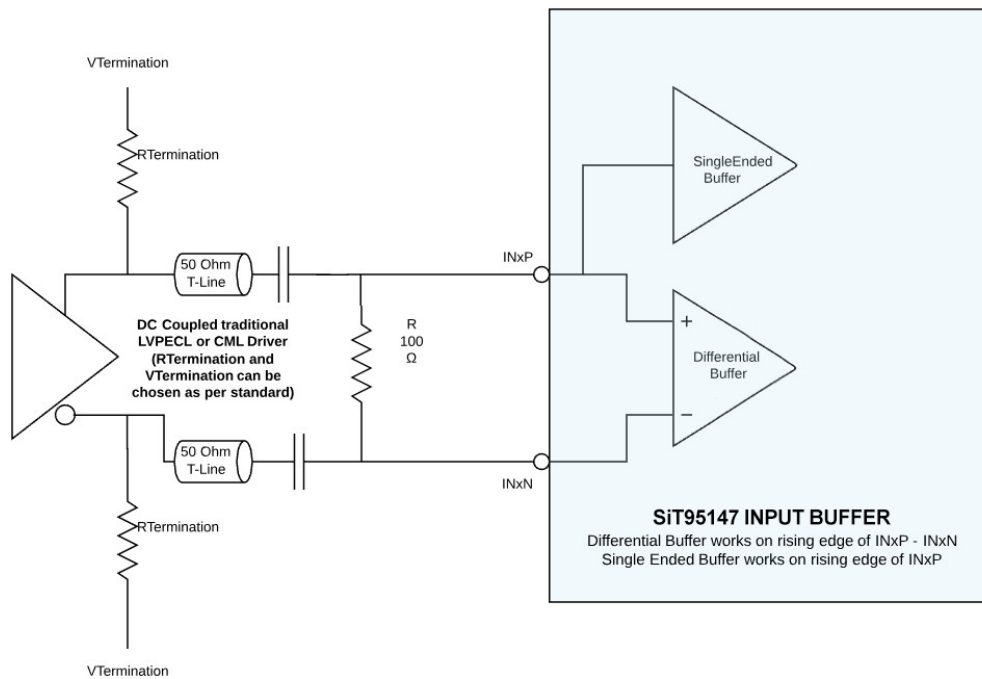 VTermination
RTermination
SingleEnded
Buffer
INxP
50 Ohm
T-Line
DC Coupled traditional
LVPECL or CML Driver
(RTermination and
VTermination can be
chosen as per standard)
R
100
Ω
+
Differential
Buffer
−
50 Ohm
T-Line
INxN
RTermination
SiT95147 INPUT BUFFER
Differential Buffer works on rising edge of INxP - INxN
Single Ended Buffer works on rising edge of INxP
VTermination